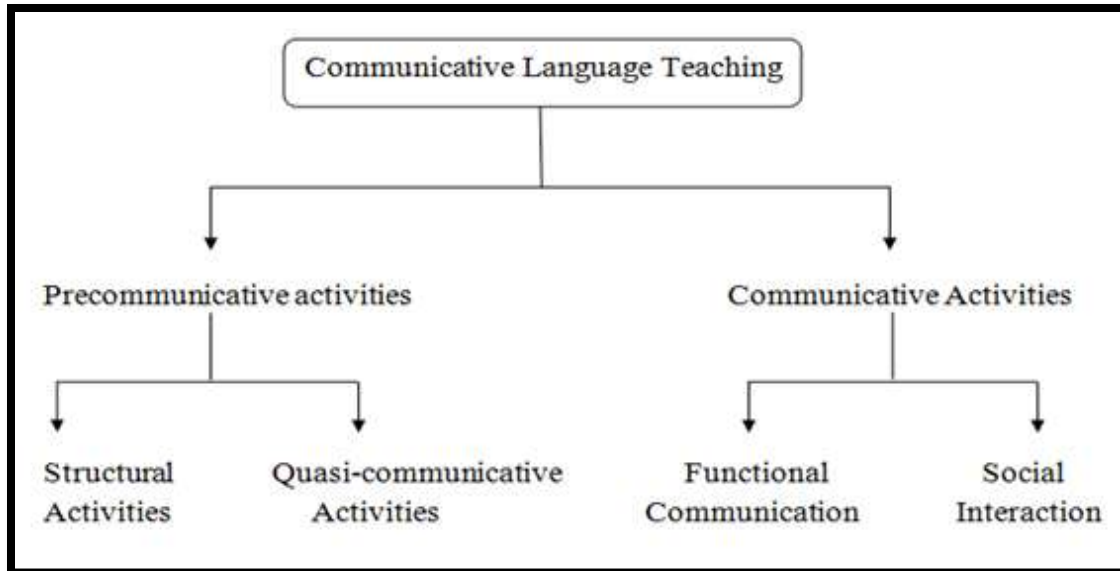 Communicative Language Teaching
Precommunicative activities
Communicative Activities
Structural
Activities
Quasi-communicative
Activities
Functional
Communication
Social
Interaction